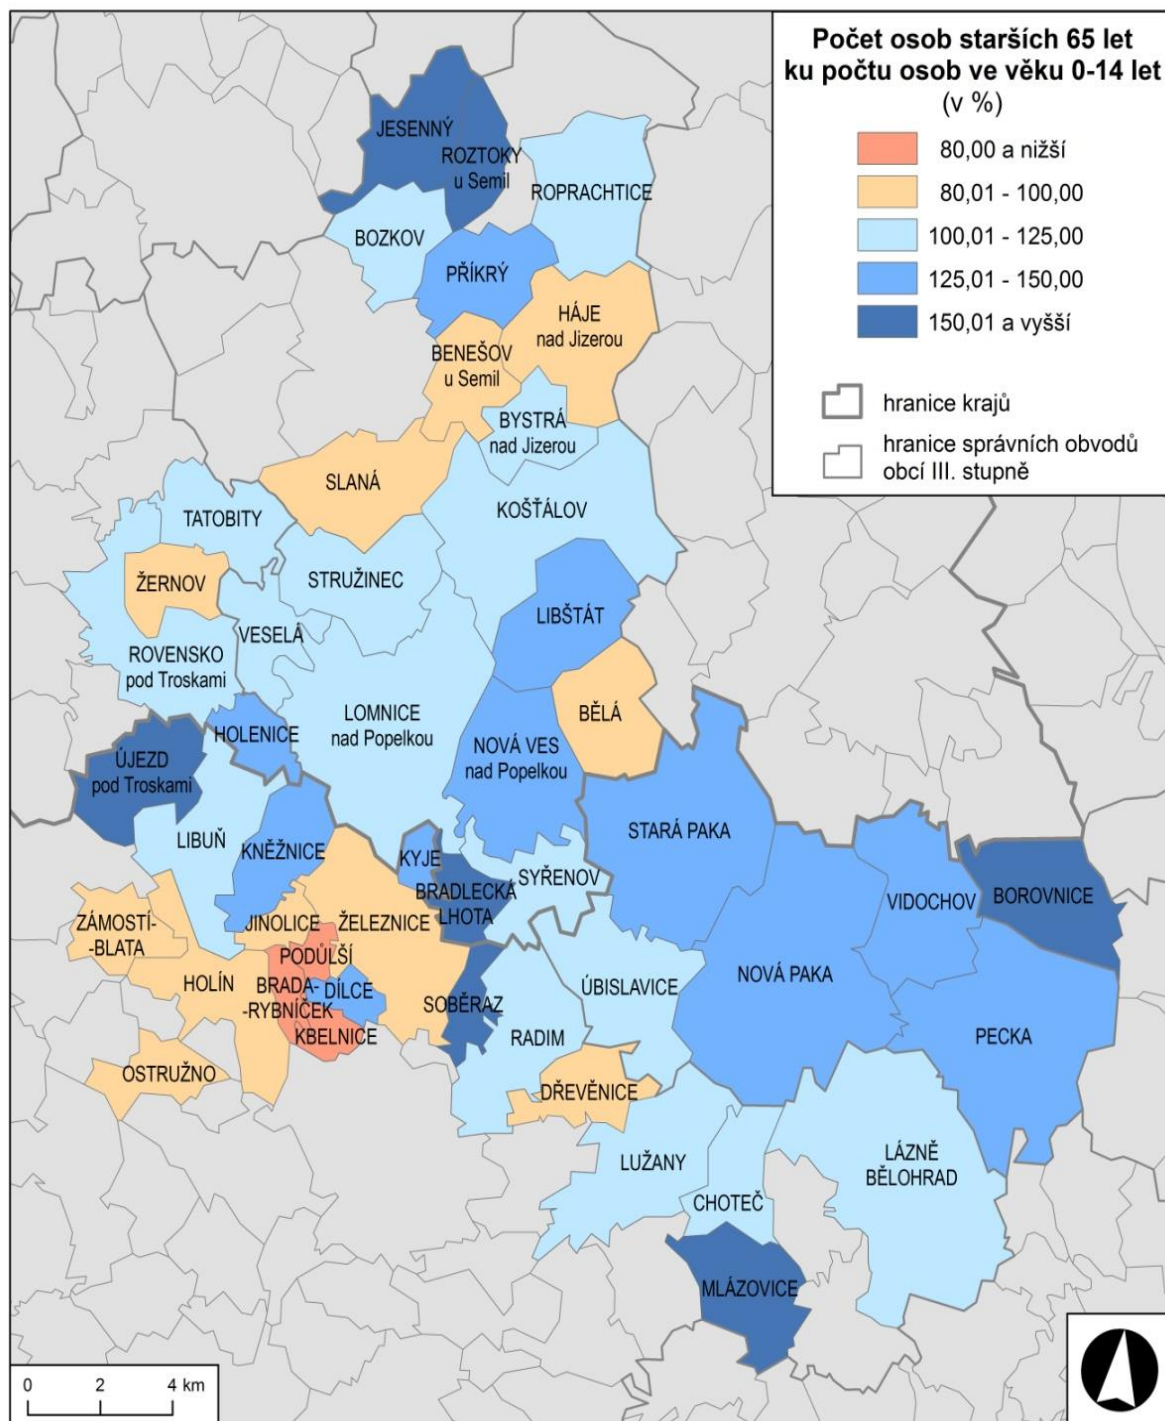 Počet osob starších 65 let
ku počtu osob ve věku 0-14 let
(v %)
80,00 a nižší
80,01 - 100,00
100,01 - 125,00
125,01 - 150,00
150,01 a vyšší
hranice krajů
hranice správních obvodů
obcí III. stupně
JESENNÝ
ROZTOKY
u Semil
ROPRACHTICE
BOZKOV
PŘÍKRÝ
HÁJE
nad Jizerou
BENEŠOV
u Semil
BYSTRÁ
nad Jizerou
SLANÁ
KOŠŤÁLOV
TATOBITY
ŽERNOV
STRUŽINEC
LIBŠTÁT
VESELÁ
ROVENSKO
pod Troskami
LOMNICE
nad Popelkou
BĚLÁ
HOLENICE
NOVÁ VES
nad Popelkou
ÚJEZD
pod Troskami
STARÁ PAKA
LIBUŇ
KNĚŽNICE
KYJE
SYŘENOV
BRADLECKÁ
LHOTA
VIDOCHOV
BOROVNICE
ZÁMOSTÍ-
-BLATA
JINOLICE
ŽELEZNICE
PODŮLŠÍ
HOLÍN
BRADA-
-RYBNÍČEK
DÍLCE
SOBĚRAZ
ÚBISLAVICE
NOVÁ PAKA
KBELNICE
RADIM
PECKA
OSTRUŽNO
DŘEVĚNICE
LUŽANY
LÁZNĚ
BĚLOHRAD
CHOTEČ
MLÁZOVICE
0 2 4 km